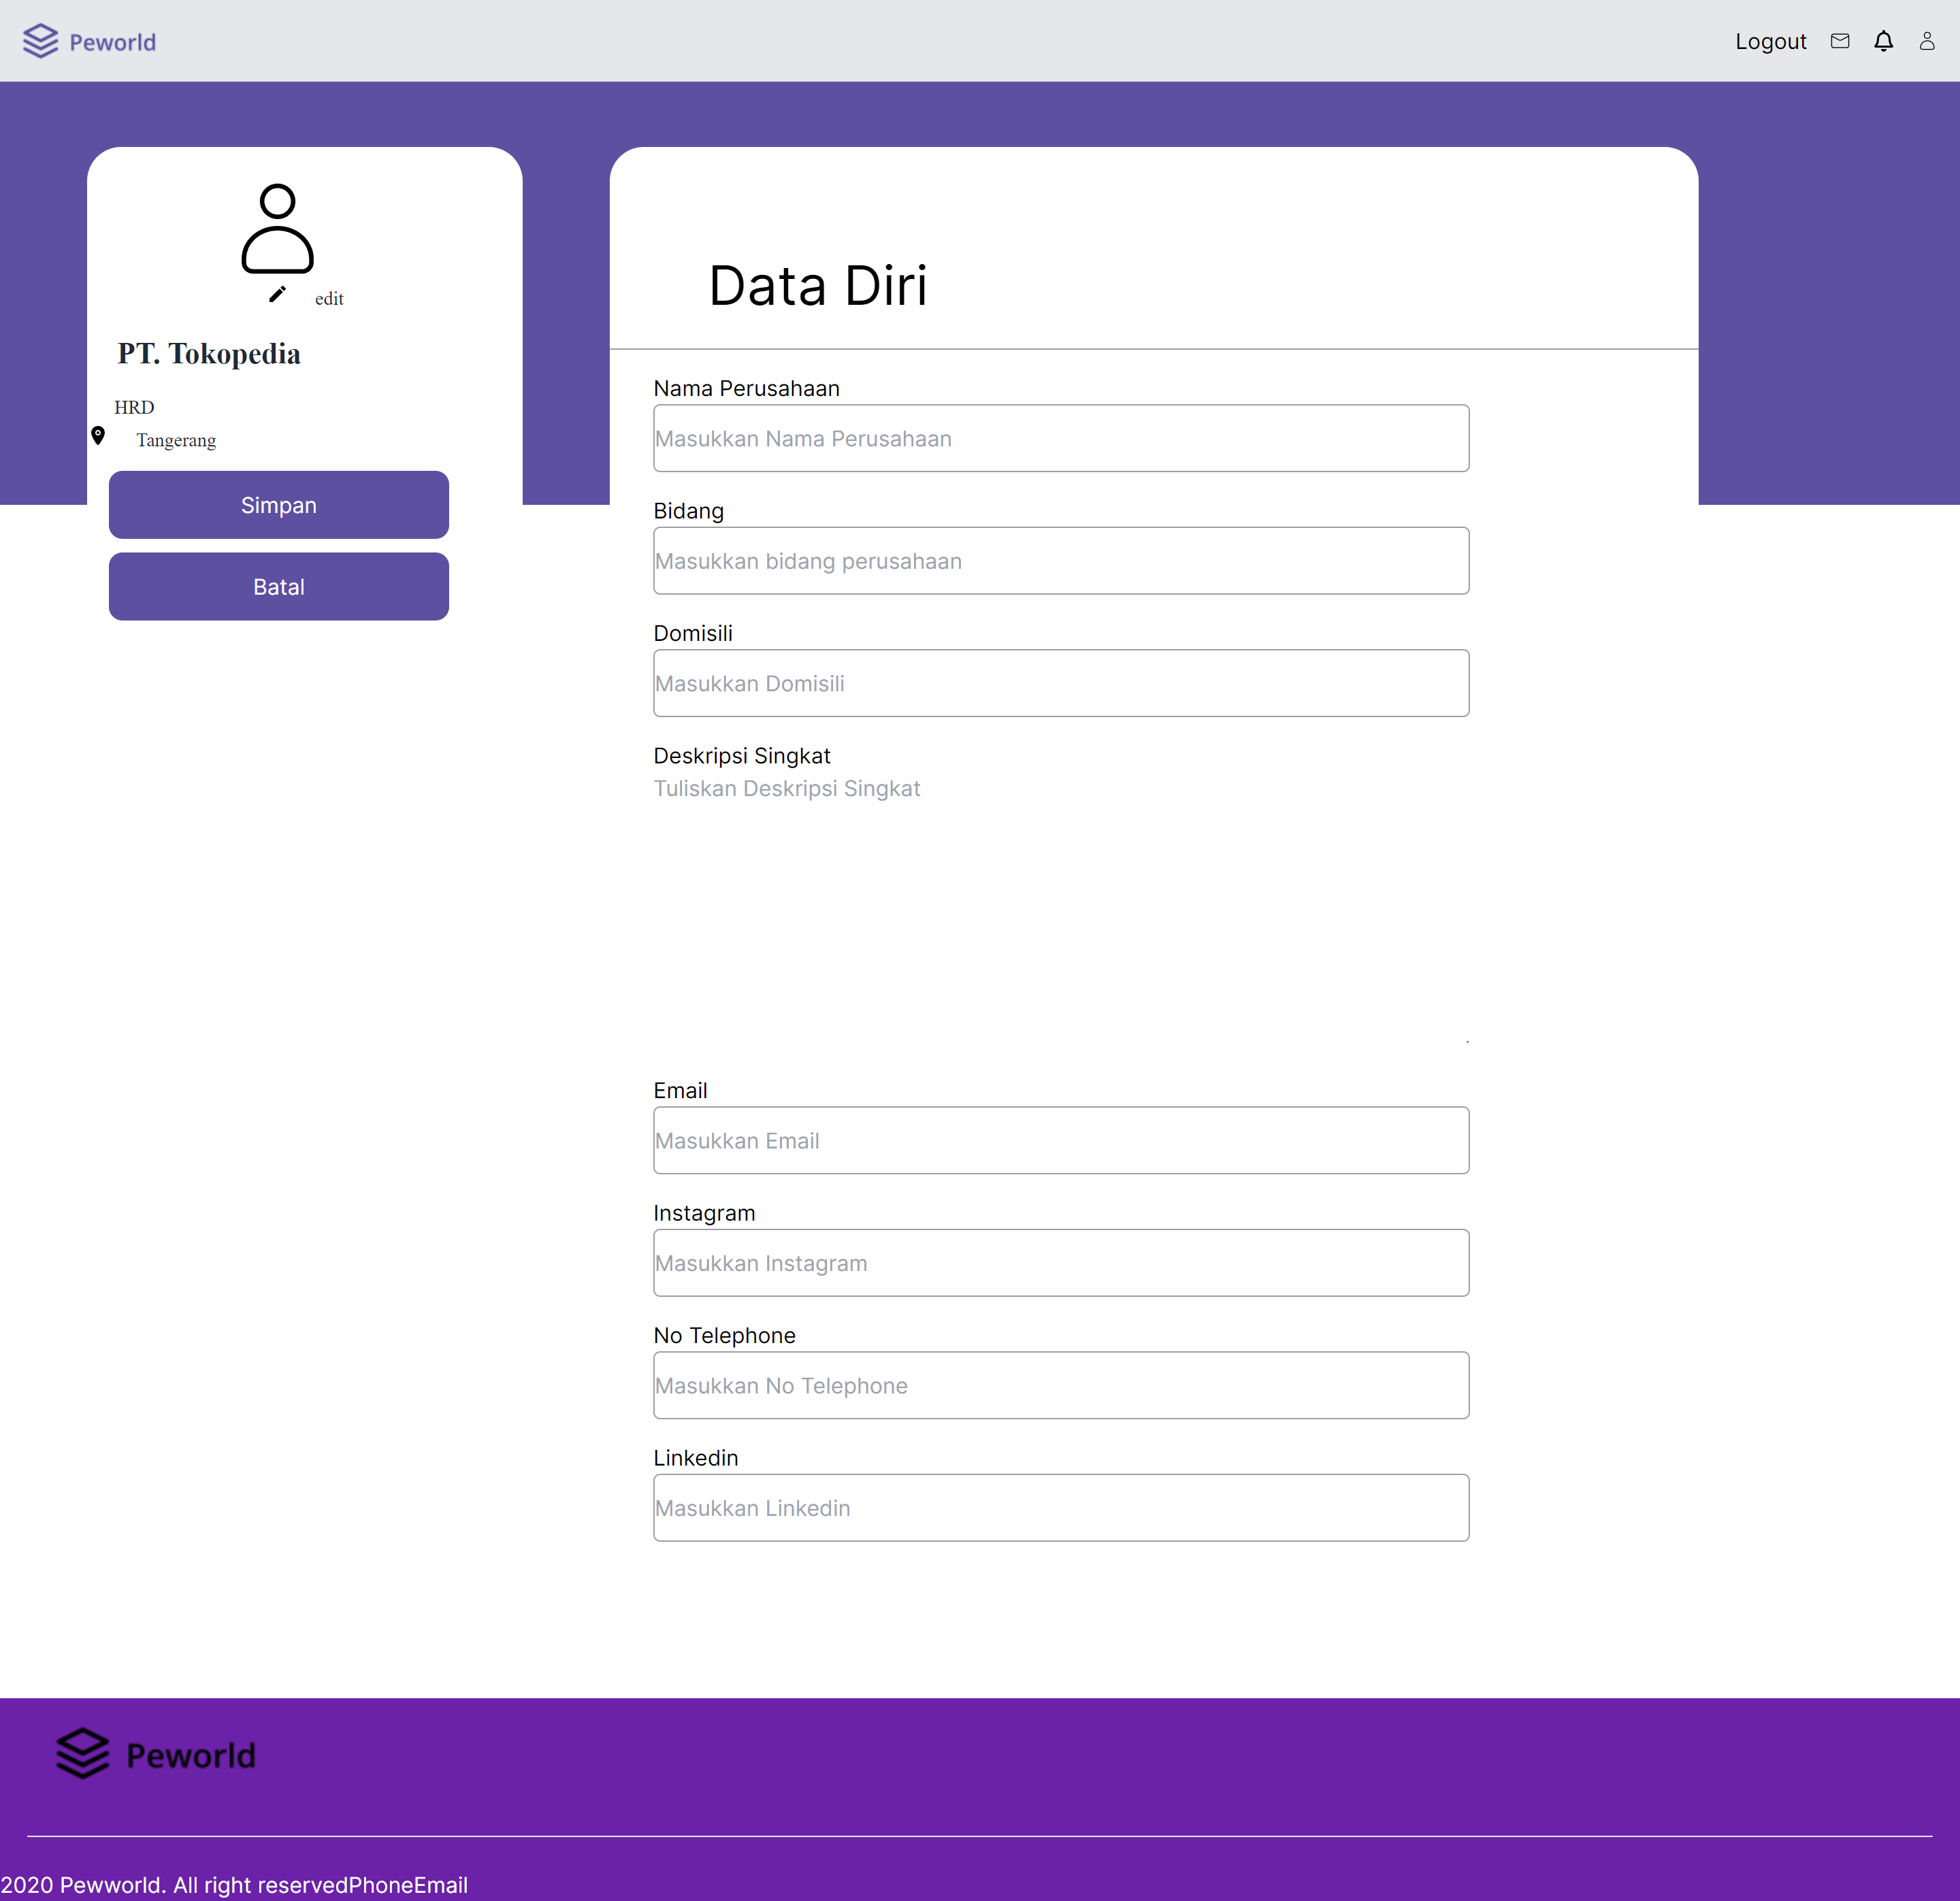 Peworld
Logout
edit
PT. Tokopedia
HRD
Tangerang
Simpan
Batal
Data Diri
Nama Perusahaan
Masukkan Nama Perusahaan
Bidang
Masukkan bidang perusahaan
Domisili
Masukkan Domisili
Deskripsi Singkat
Tuliskan Deskripsi Singkat
Email
Masukkan Email
Instagram
Masukkan Instagram
No Telephone
Masukkan No Telephone
Linkedin
Masukkan Linkedin
Peworld
2020 Pewworld. All right reservedPhoneEmail